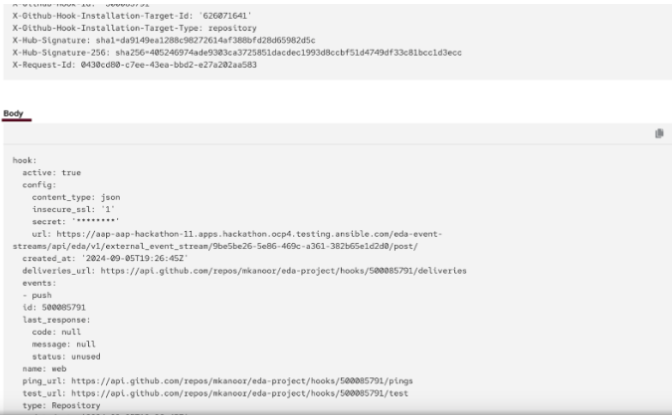 X-Github-Hook-Id: '500085791'
X-Github-Hook-Installation-Target-Id: '626071641'
X-Github-Hook-Installation-Target-Type: repository
X-Hub-Signature: sha1=da9149ea1288c98272614af388bfd28d65982d5c
X-Hub-Signature-256: sha256=405246974ade9303ca3725851dacdec1993d8ccbf51d4749df33c81bcc1d3ecc
X-Request-Id: 0430cd80-c7ee-43ea-bbd2-e27a202aa583
Body
hook:
active: true
config:
content_type: json
insecure_ssl: '1'
secret: '********'
url: https://aap-aap-hackathon-11.apps.hackathon.ocp4.testing.ansible.com/eda-event-
streams/api/eda/v1/external_event_stream/9be5be26-5e86-469c-a361-382b65e1d2d0/post/
created_at: '2024-09-05T19:26:45Z'
deliveries_url: https://api.github.com/repos/mkanoor/eda-project/hooks/500085791/deliveries
events:
- push
id: 500085791
last_response:
code: null
message: null
status: unused
name: web
ping_url: https://api.github.com/repos/mkanoor/eda-project/hooks/500085791/pings
test_url: https://api.github.com/repos/mkanoor/eda-project/hooks/500085791/test
type: Repository